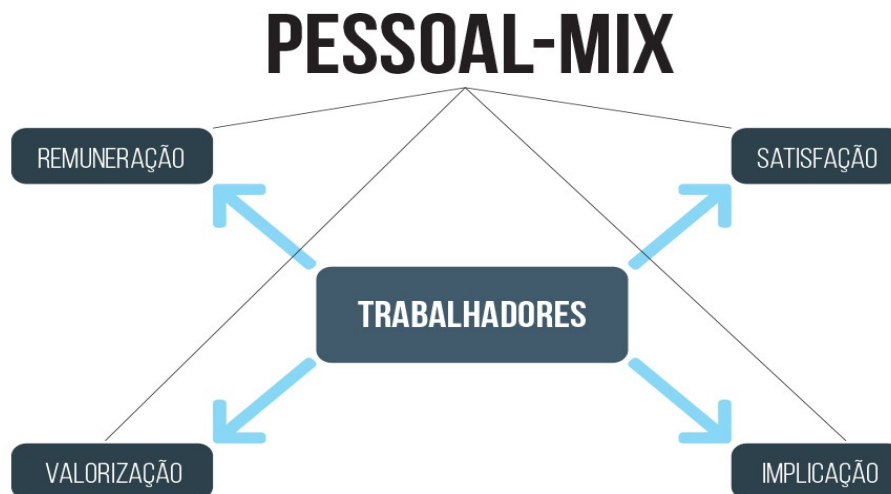 PESSOAL-MIX
REMUNERAÇÃO
SATISFAÇÃO
TRABALHADORES
VALORIZAÇÃO
IMPLICAÇÃO